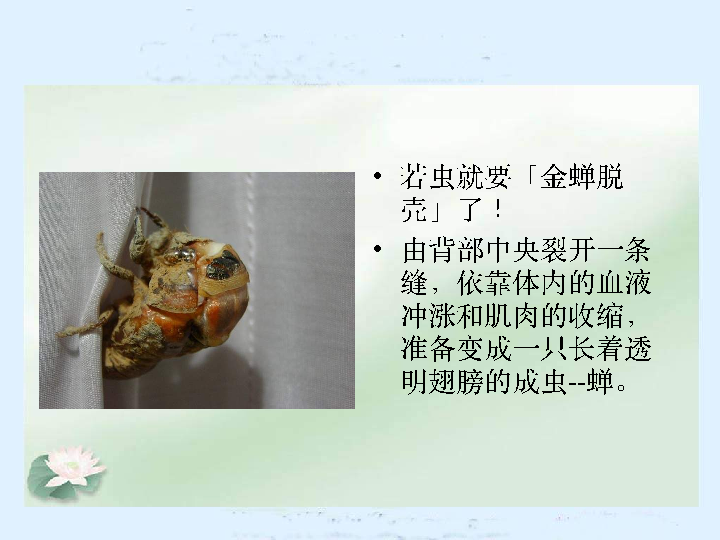 • 若虫就要「金蝉脱
壳」了！
• 由背部中央裂开一条
缝，依靠体内的血液
冲涨和肌肉的收缩，
准备变成一只长着透
明翅膀的成虫--蝉。